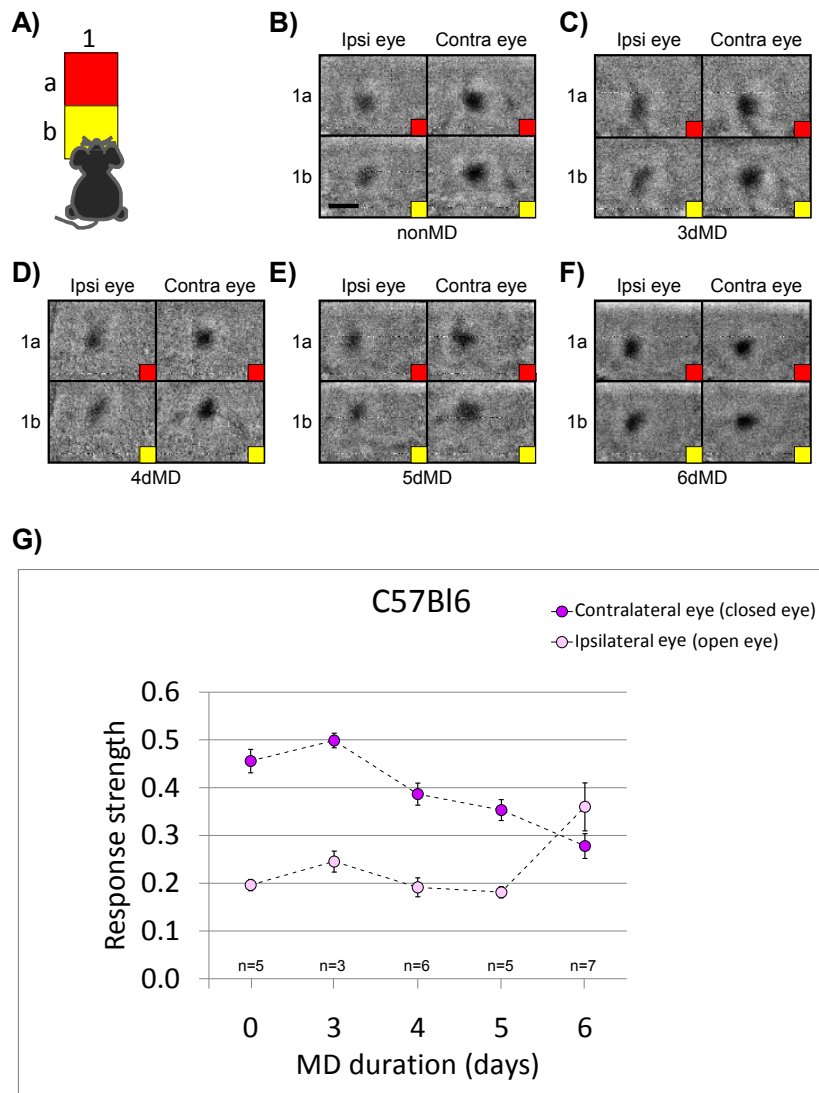 A)
1
a
b
B)
Ipsi eye Contra eye
1a
1b
nonMD
C)
Ipsi eye Contra eye
1a
1b
3dMD
D)
Ipsi eye Contra eye
1a
1b
4dMD
E)
Ipsi eye Contra eye
1a
1b
5dMD
F)
Ipsi eye Contra eye
1a
1b
6dMD
G)
C57Bl6
Contralateral eye (closed eye)
Ipsilateral eye (open eye)
Response strength
0.6
0.5
0.4
0.3
0.2
0.1
0.0
n=5 n=3 n=6 n=5 n=7
0 3 4 5 6
MD duration (days)